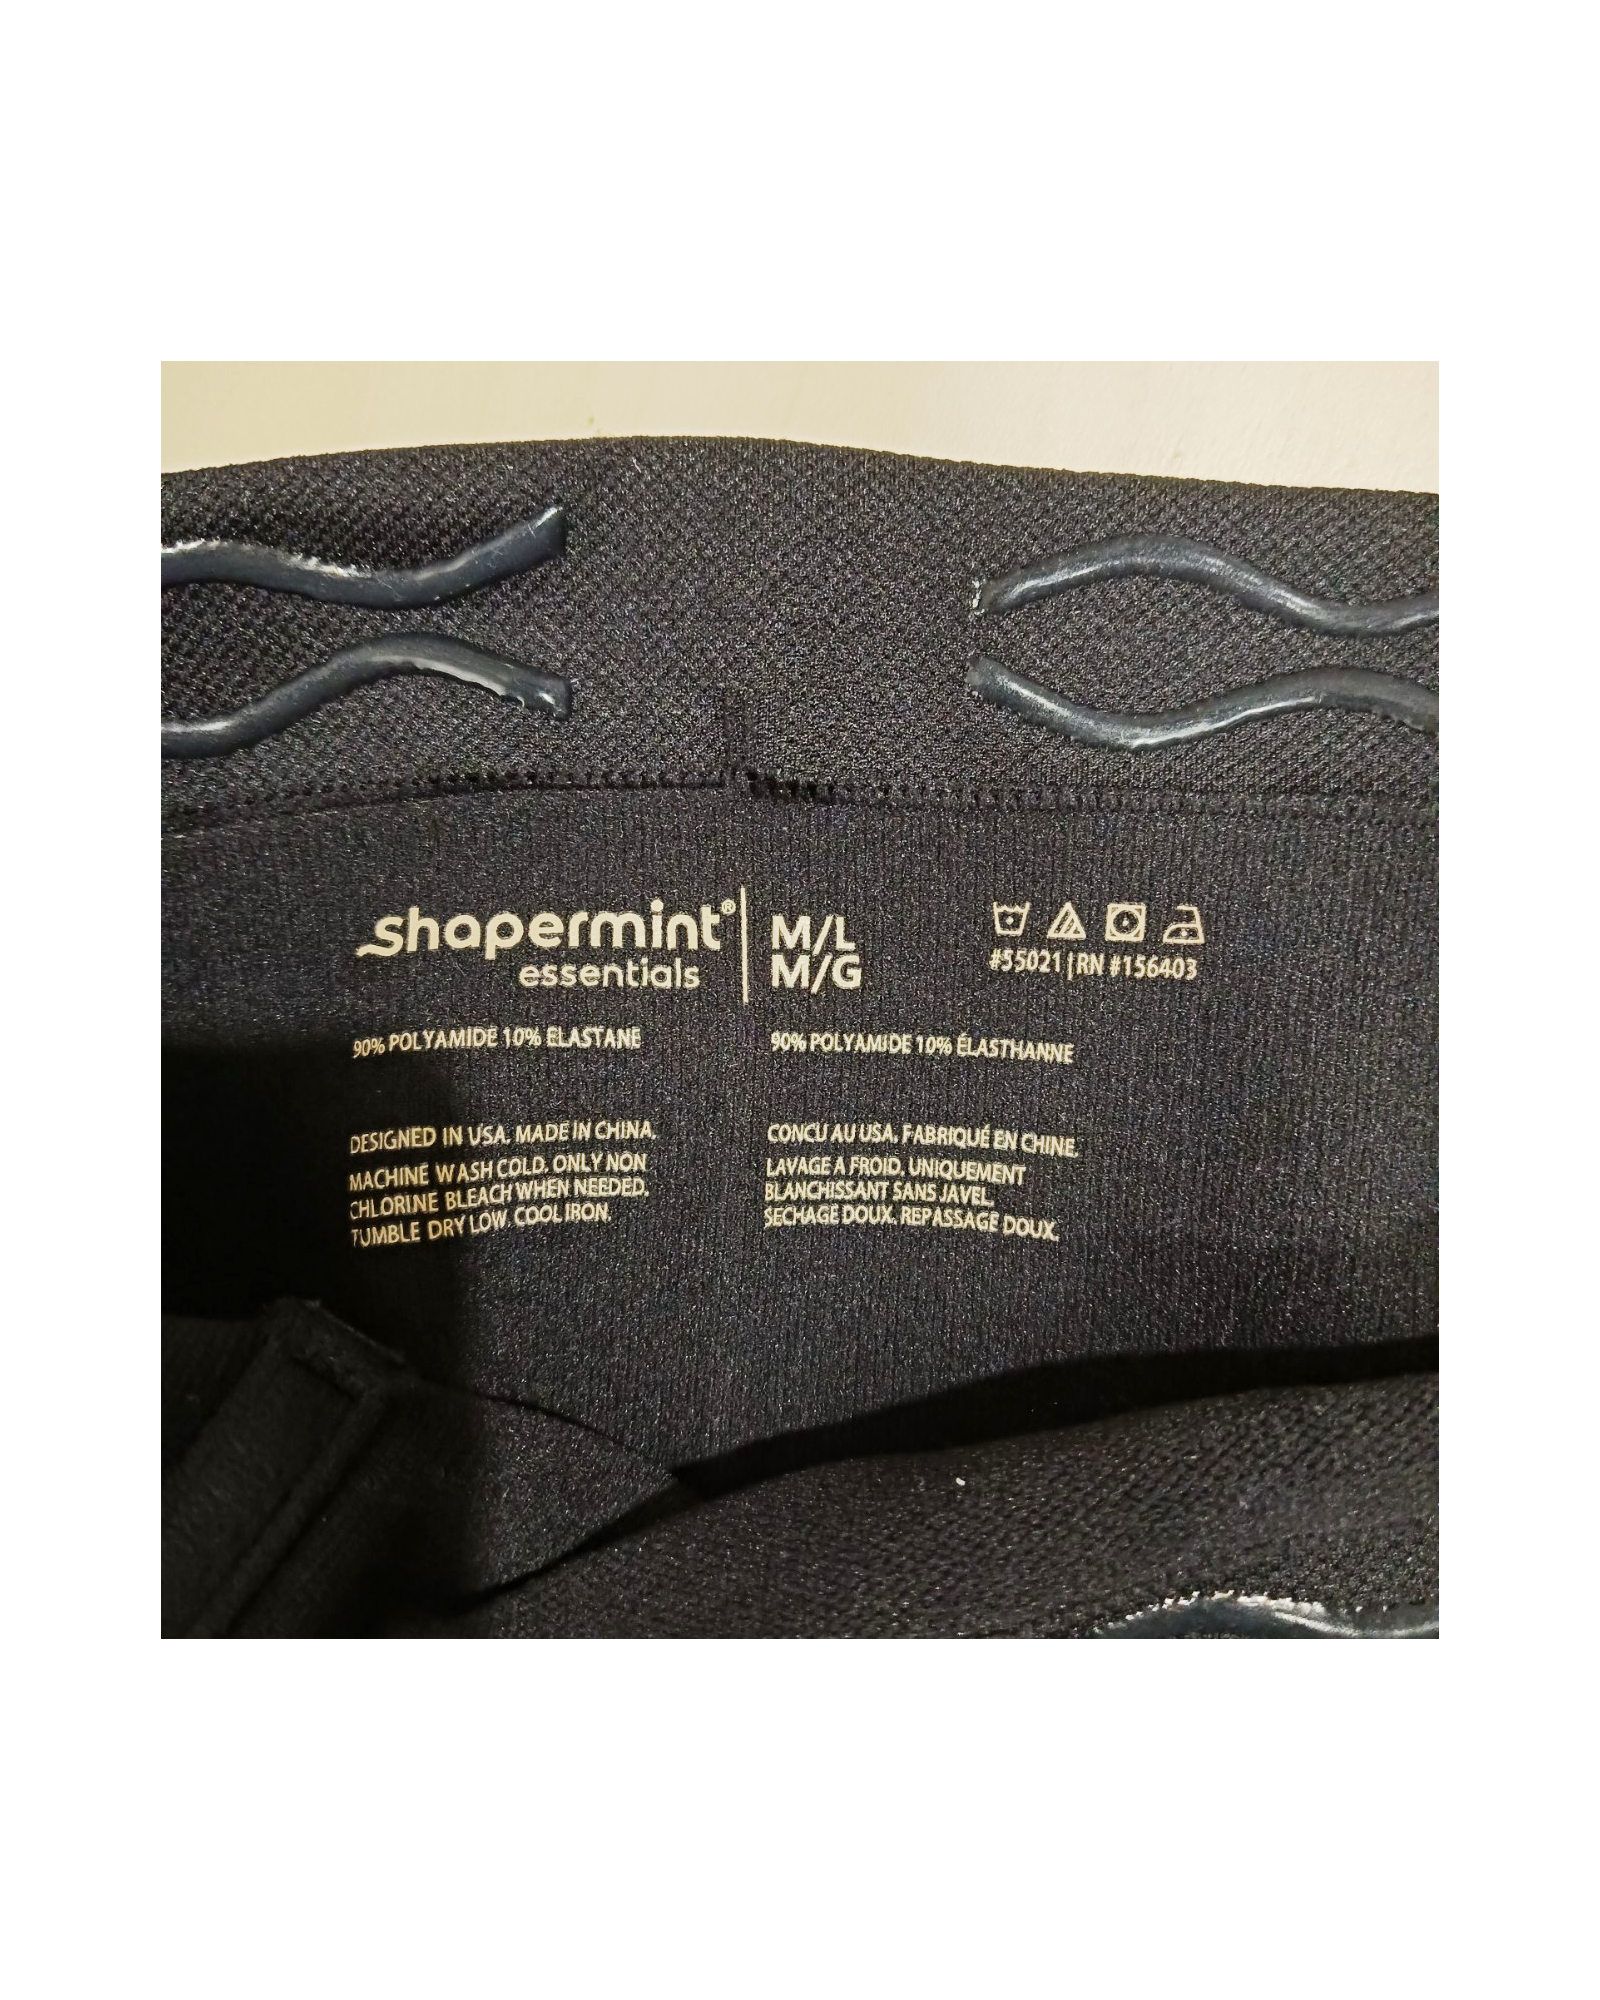 shapermint®
essentials
M/L
M/G
#55021 | RN #156403
90% POLYAMIDE 10% ELASTANE
90% POLYAMIDE 10% ÉLASTHANNE
DESIGNED IN USA. MADE IN CHINA.
MACHINE WASH COLD. ONLY NON
CHLORINE BLEACH WHEN NEEDED.
TUMBLE DRY LOW. COOL IRON.
CONCU AU USA. FABRIQUÉ EN CHINE.
LAVAGE À FROID. UNIQUEMENT
BLANCHISSANT SANS JAVEL.
SECHAGE DOUX. REPASSAGE DOUX.